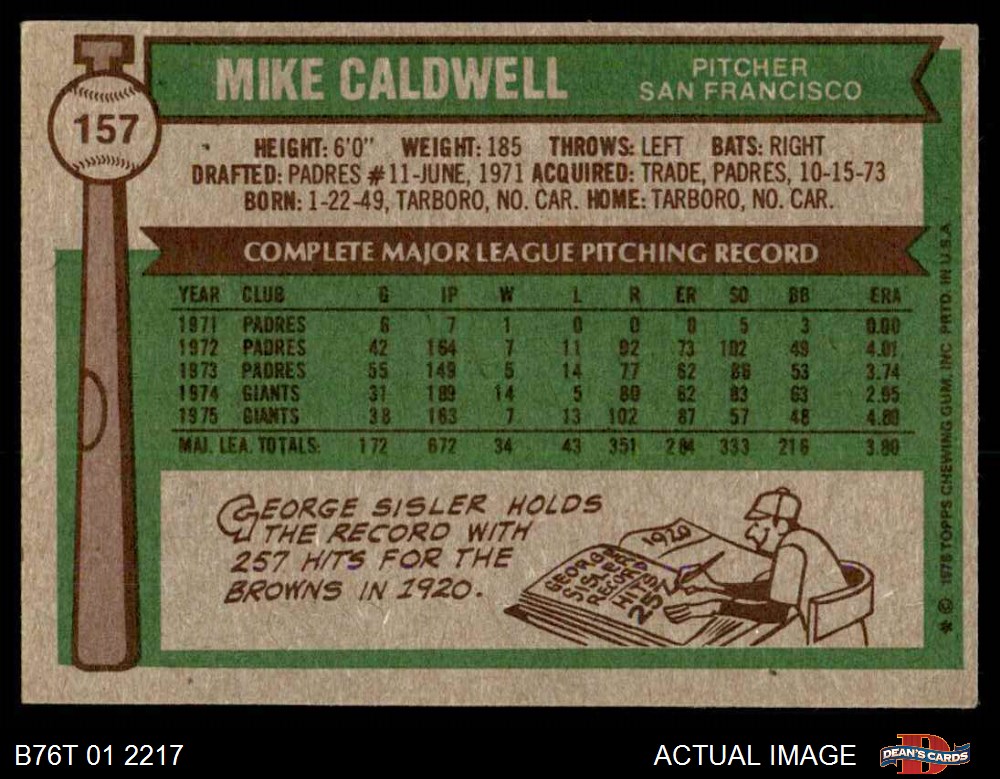 MIKE CALDWELL
PITCHER
SAN FRANCISCO
157
HEIGHT: 6'0" WEIGHT: 185 THROWS: LEFT BATS: RIGHT
DRAFTED: PADRES #11-JUNE, 1971 ACQUIRED: TRADE, PADRES, 10-15-73
BORN: 1-22-49, TARBORO, NO. CAR. HOME: TARBORO, NO. CAR.
COMPLETE MAJOR LEAGUE PITCHING RECORD
YEAR CLUB G IP W L R ER SO BB ERA
1971 PADRES 6 7 1 0 0 0 5 3 0.00
1972 PADRES 42 164 7 11 92 73 102 49 4.01
1973 PADRES 55 149 5 14 77 62 86 53 3.74
1974 GIANTS 31 189 14 5 80 62 83 63 2.95
1975 GIANTS 38 163 7 13 102 87 57 48 4.80
MAJ. LEA. TOTALS: 172 672 34 43 351 284 333 216 3.80
GEORGE SISLER HOLDS
THE RECORD WITH
257 HITS FOR THE
BROWNS IN 1920.
1920
GEORGE
SISLER
RECORD
HITS
257
* © 1976 TOPPS CHEWING GUM, INC. PRTD. IN U.S.A.
B76T 01 2217
ACTUAL IMAGE
D
DEAN'S CARDS